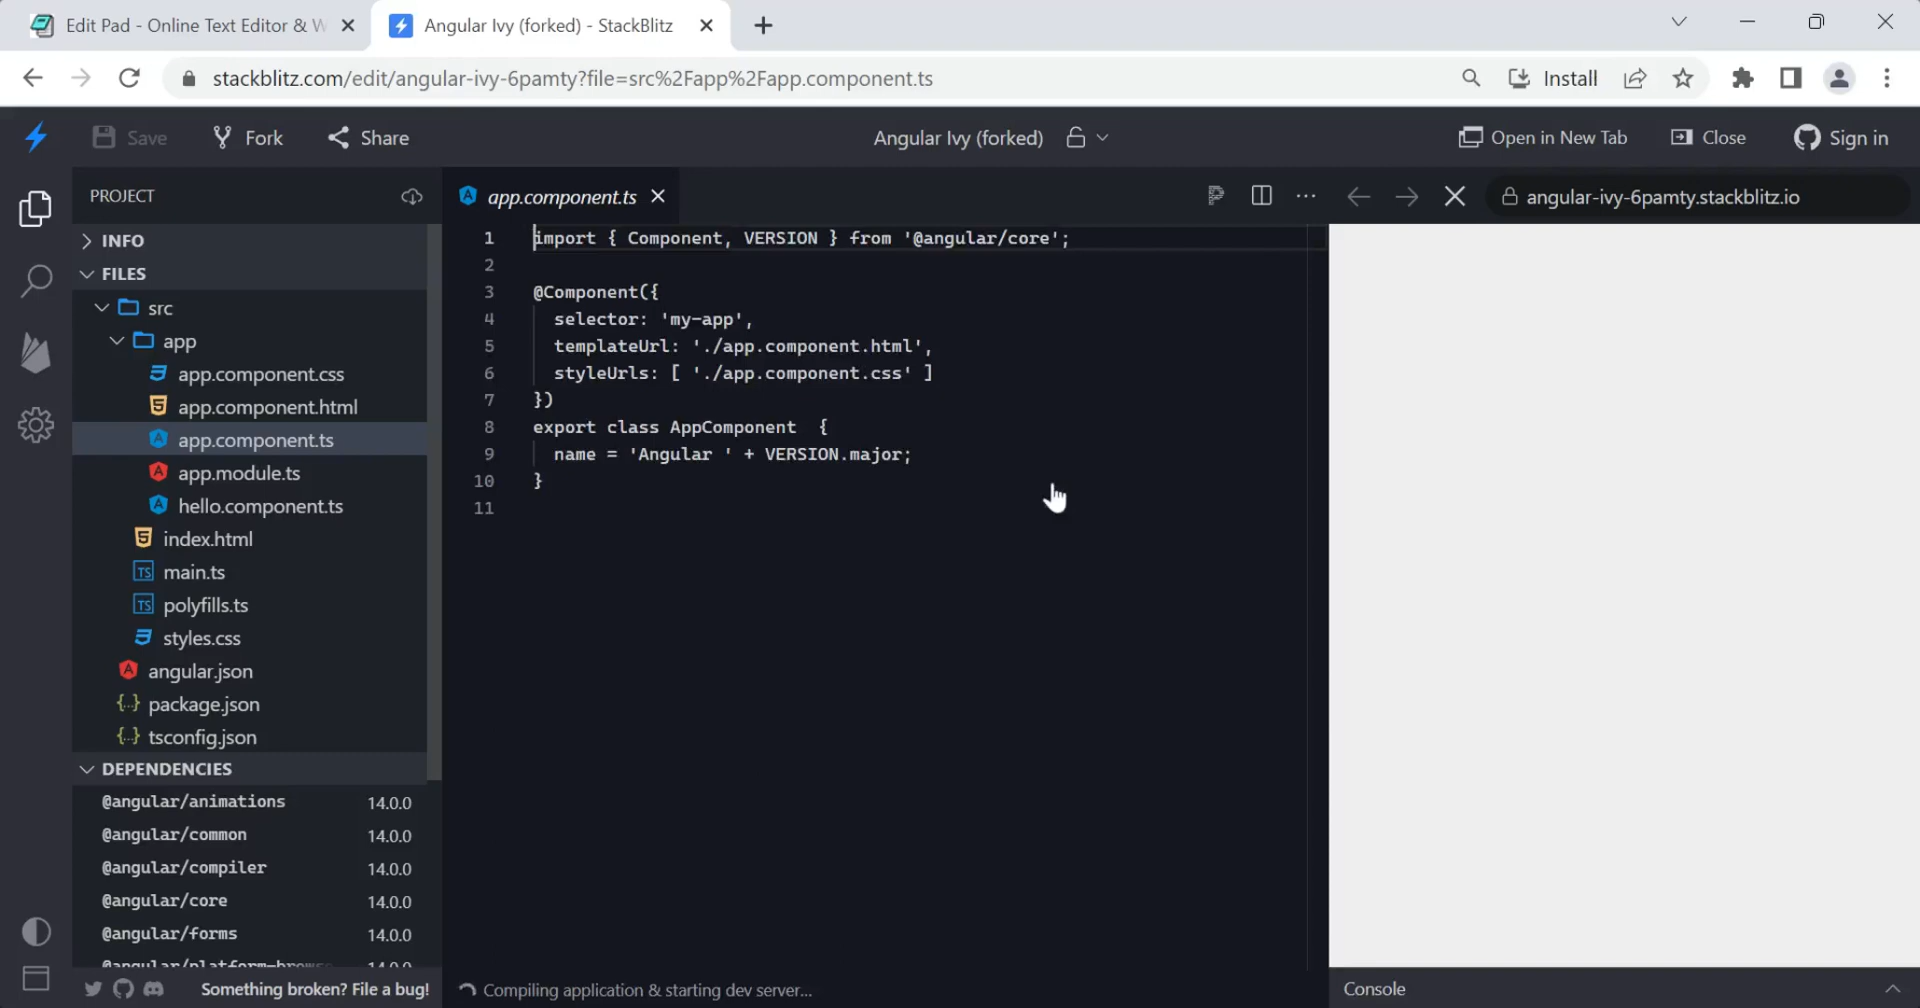 Edit Pad - Online Text Editor & W
Angular Ivy (forked) - StackBlitz
stackblitz.com/edit/angular-ivy-6pamty?file=src%2Fapp%2Fapp.component.ts
Install
Save
Fork
Share
Angular Ivy (forked)
Open in New Tab
Close
Sign in
PROJECT
INFO
FILES
src
app
app.component.css
app.component.html
app.component.ts
app.module.ts
hello.component.ts
index.html
main.ts
polyfills.ts
styles.css
angular.json
package.json
tsconfig.json
DEPENDENCIES
@angular/animations 14.0.0
@angular/common 14.0.0
@angular/compiler 14.0.0
@angular/core 14.0.0
@angular/forms 14.0.0
@angular/platform-brows 14.0.0
Something broken? File a bug!
app.component.ts
1 import { Component, VERSION } from '@angular/core';
2
3 @Component({
4 selector: 'my-app',
5 templateUrl: './app.component.html',
6 styleUrls: [ './app.component.css' ]
7 })
8 export class AppComponent {
9 name = 'Angular ' + VERSION.major;
10 }
11
Compiling application & starting dev server...
angular-ivy-6pamty.stackblitz.io
Console